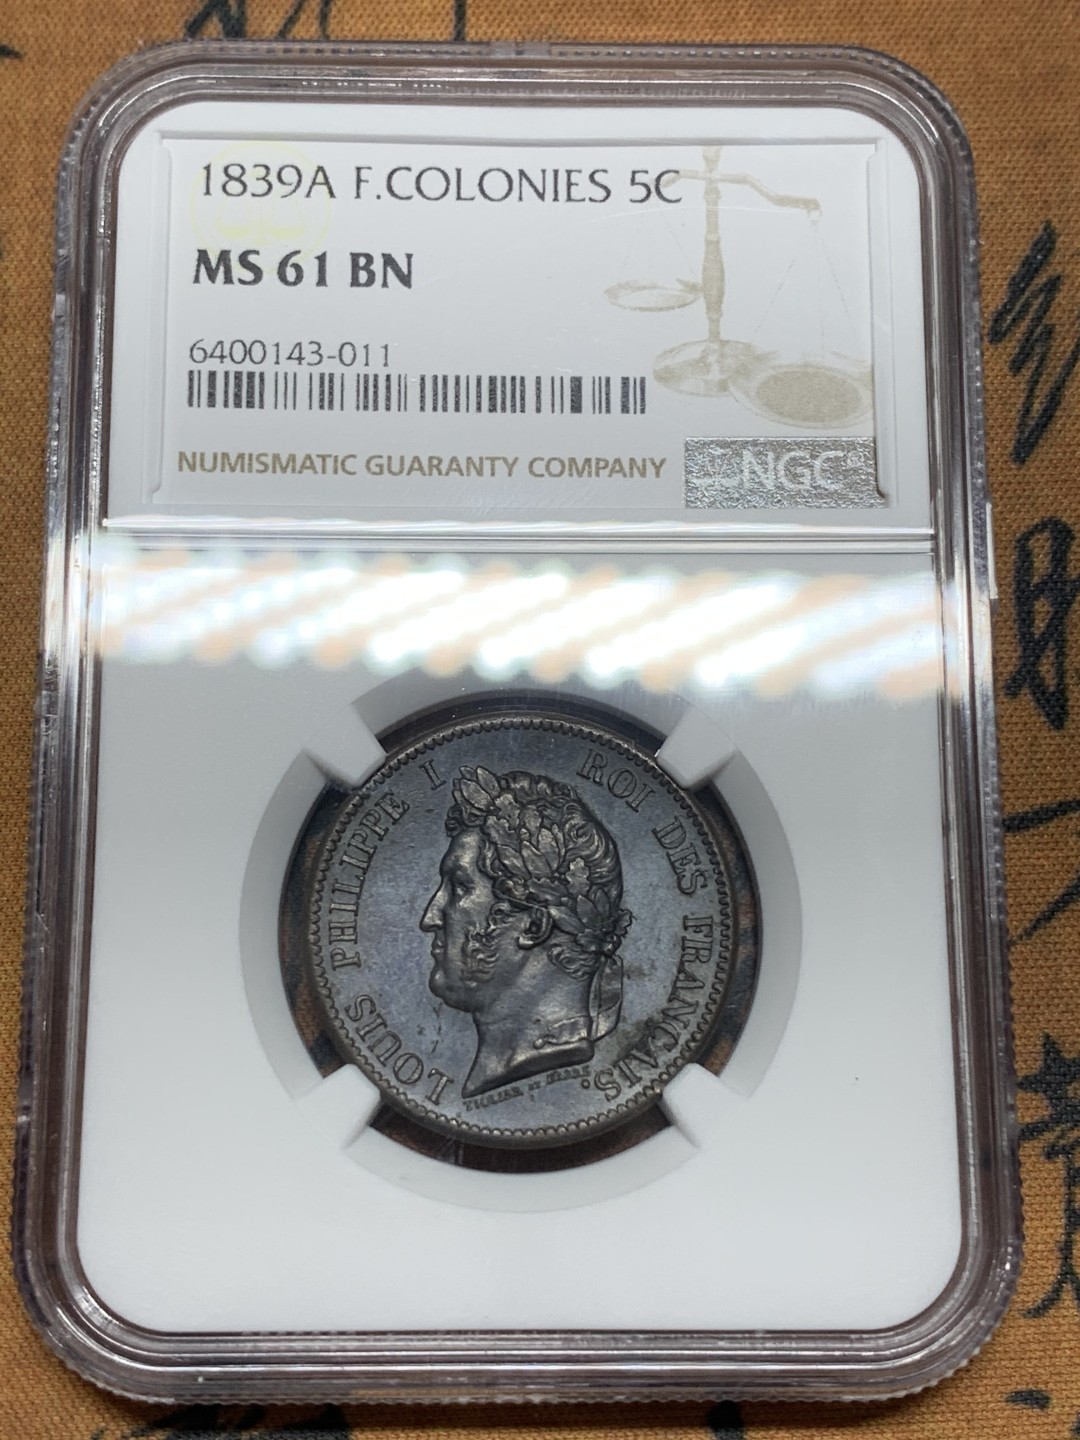 1839A F.COLONIES 5C
MS 61 BN
6400143-011
NUMISMATIC GUARANTY COMPANY
NGC
LOUIS PHILIPPE I ROI DES FRANÇAIS